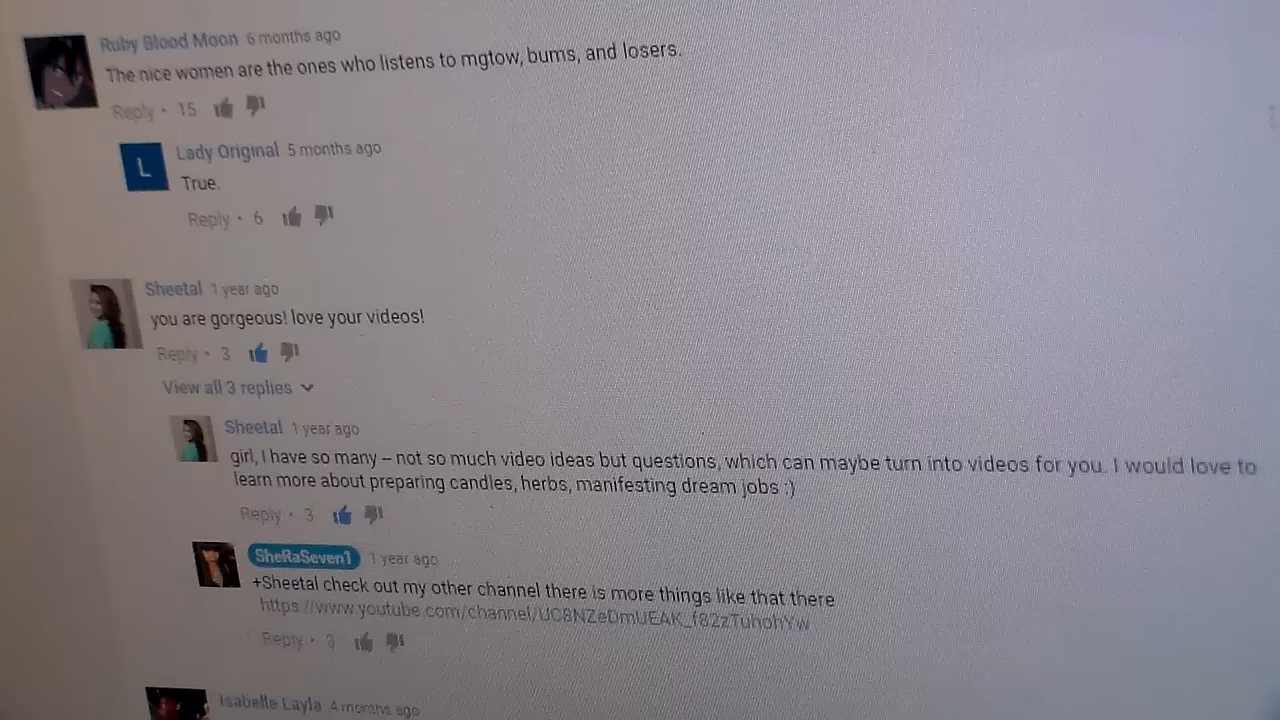 Ruby Blood Moon 6 months ago
The nice women are the ones who listens to mgtow, bums, and losers.
Reply • 15
L
Lady Original 5 months ago
True.
Reply • 6
Sheetal 1 year ago
you are gorgeous! love your videos!
Reply • 3
View all 3 replies
Sheetal 1 year ago
girl, I have so many – not so much video ideas but questions, which can maybe turn into videos for you. I would love to
learn more about preparing candles, herbs, manifesting dream jobs :)
Reply • 3
SheRaSeven1 1 year ago
+Sheetal check out my other channel there is more things like that there
https://www.youtube.com/channel/UC8NZeDmUEAK_f82zTuhohYw
Reply • 3
Isabelle Layla 4 months ago